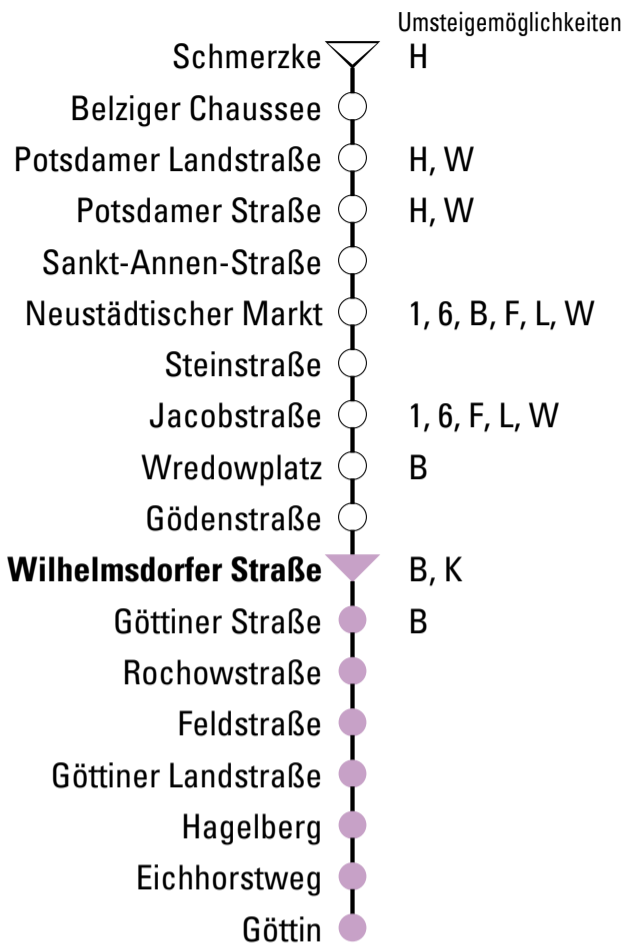 Umsteigemöglichkeiten
Schmerzke H
Belziger Chaussee
Potsdamer Landstraße H, W
Potsdamer Straße H, W
Sankt-Annen-Straße
Neustädtischer Markt 1, 6, B, F, L, W
Steinstraße
Jacobstraße 1, 6, F, L, W
Wredowplatz B
Gödenstraße
Wilhelmsdorfer Straße B, K
Göttiner Straße B
Rochowstraße
Feldstraße
Göttiner Landstraße
Hagelberg
Eichhorstweg
Göttin